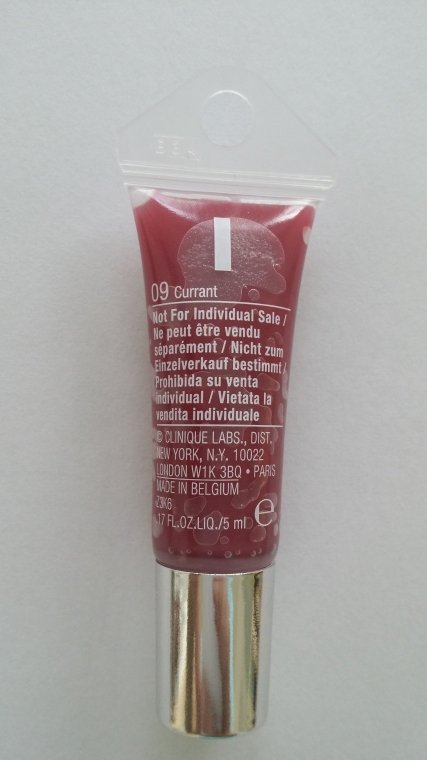 09 Currant
Not For Individual Sale /
Ne peut être vendu
séparément / Nicht zum
Einzelverkauf bestimmt /
Prohibida su venta
individual / Vietata la
vendita individuale
© CLINIQUE LABS., DIST.
NEW YORK, N.Y. 10022
LONDON W1K 3BQ • PARIS
MADE IN BELGIUM
Z3K6
.17 FL.OZ.LIQ./5 ml e